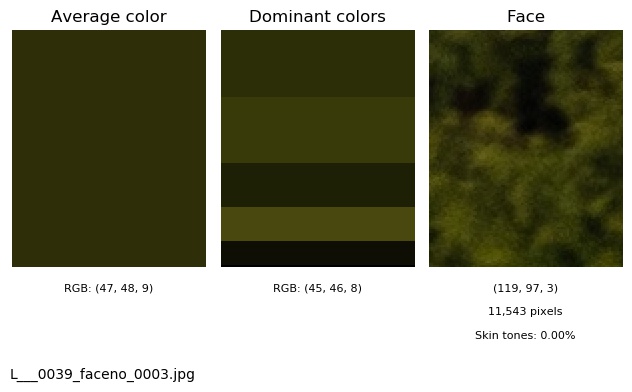 Average color
Dominant colors
Face
RGB: (47, 48, 9)
RGB: (45, 46, 8)
(119, 97, 3)
11,543 pixels
Skin tones: 0.00%
L___0039_faceno_0003.jpg